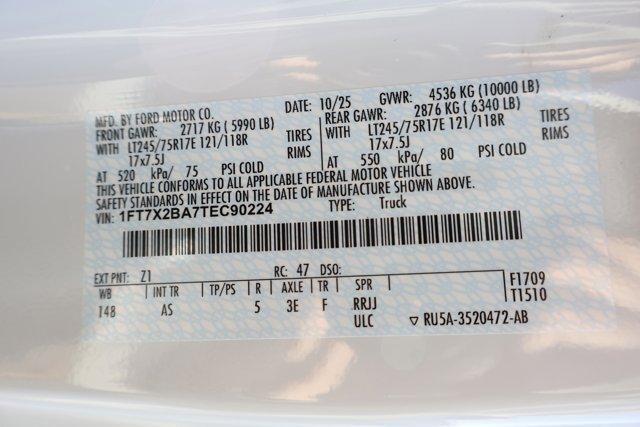 MFD. BY FORD MOTOR CO. DATE: 10/25 GVWR: 4536 KG (10000 LB)
FRONT GAWR: 2717 KG ( 5990 LB) REAR GAWR: 2876 KG ( 6340 LB)
WITH LT245/75R17E 121/118R TIRES WITH LT245/75R17E 121/118R TIRES
17x7.5J RIMS 17x7.5J RIMS
AT 520 kPa/ 75 PSI COLD AT 550 kPa/ 80 PSI COLD
THIS VEHICLE CONFORMS TO ALL APPLICABLE FEDERAL MOTOR VEHICLE
SAFETY STANDARDS IN EFFECT ON THE DATE OF MANUFACTURE SHOWN ABOVE.
VIN: 1FT7X2BA7TEC90224 TYPE: Truck
EXT PNT: Z1 RC: 47 DSO:
WB INT TR TP/PS R AXLE TR SPR F1709
148 AS 5 3E F RRJJ T1510
ULC ▽ RU5A-3520472-AB